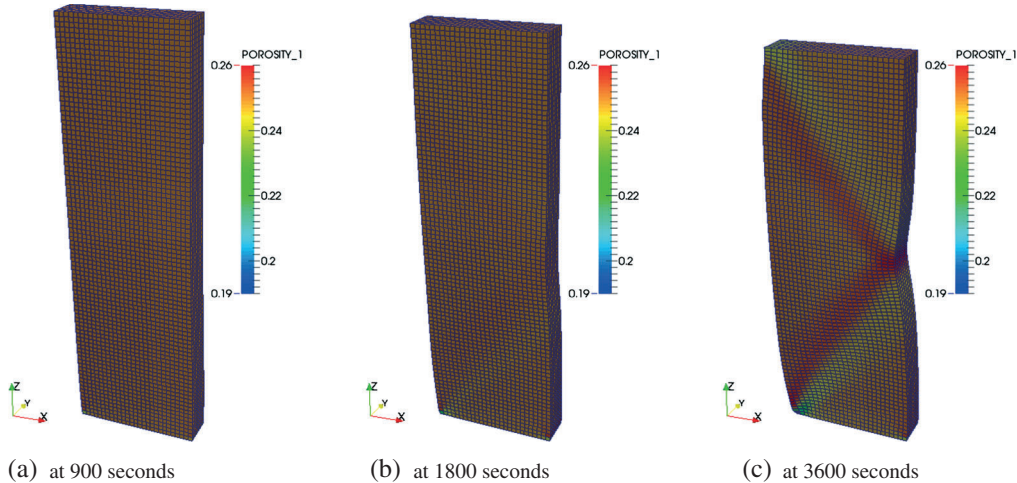 POROSITY_1
0.26
0.24
0.22
0.2
0.19
Z
Y
X
(a) at 900 seconds
POROSITY_1
0.26
0.24
0.22
0.2
0.19
Z
Y
X
(b) at 1800 seconds
POROSITY_1
0.26
0.24
0.22
0.2
0.19
Z
Y
X
(c) at 3600 seconds